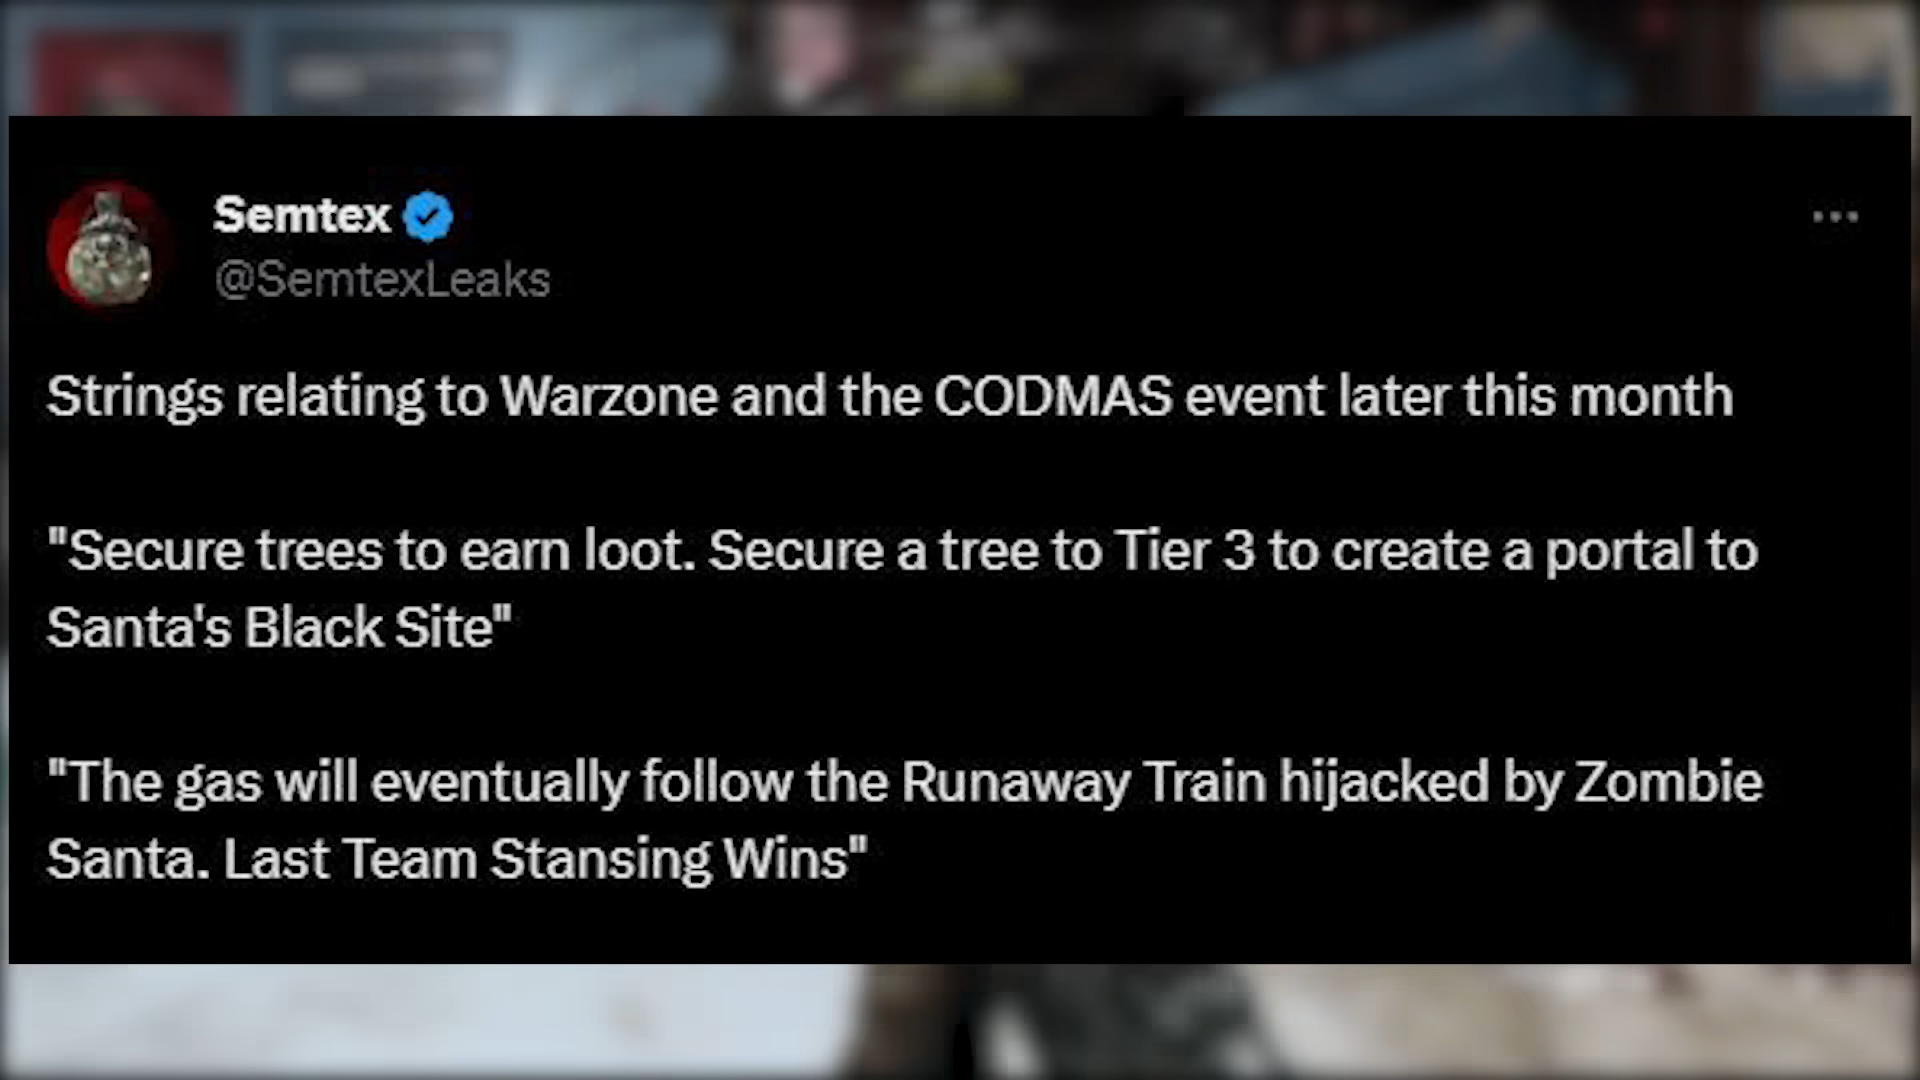 Semtex
@SemtexLeaks
Strings relating to Warzone and the CODMAS event later this month
"Secure trees to earn loot. Secure a tree to Tier 3 to create a portal to
Santa's Black Site"
"The gas will eventually follow the Runaway Train hijacked by Zombie
Santa. Last Team Stansing Wins"